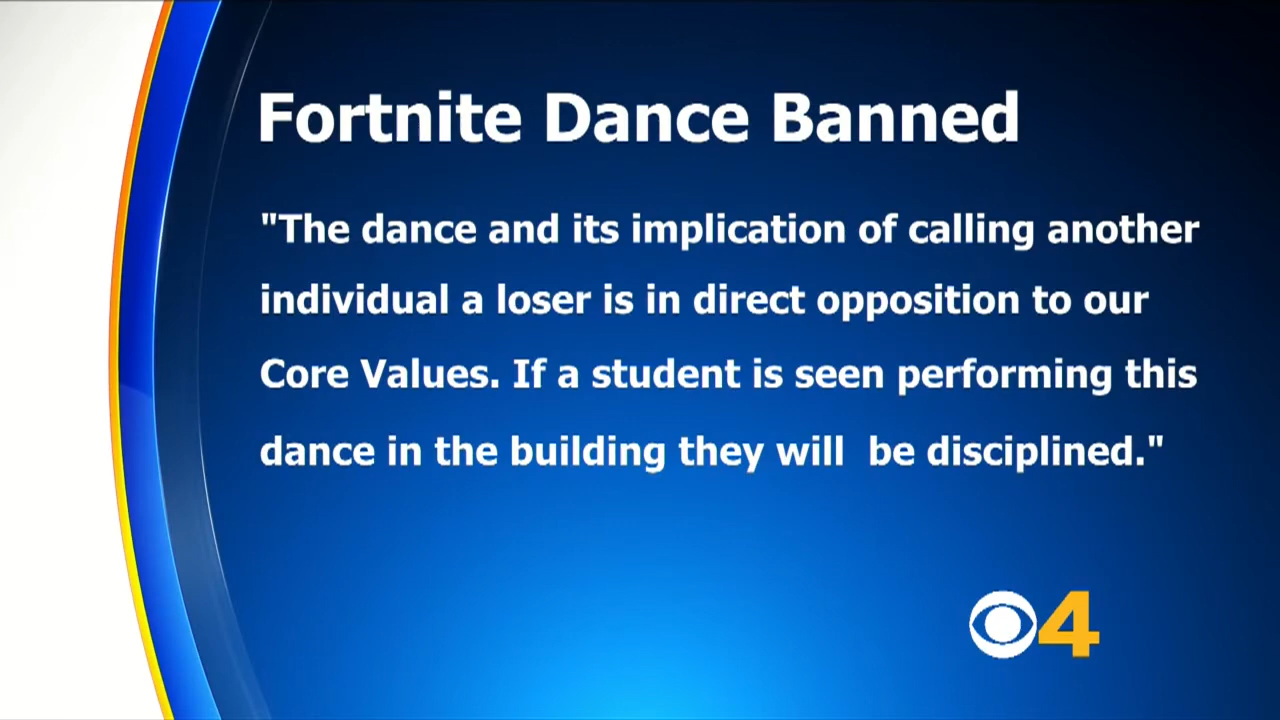 Fortnite Dance Banned
"The dance and its implication of calling another
individual a loser is in direct opposition to our
Core Values. If a student is seen performing this
dance in the building they will  be disciplined."
4